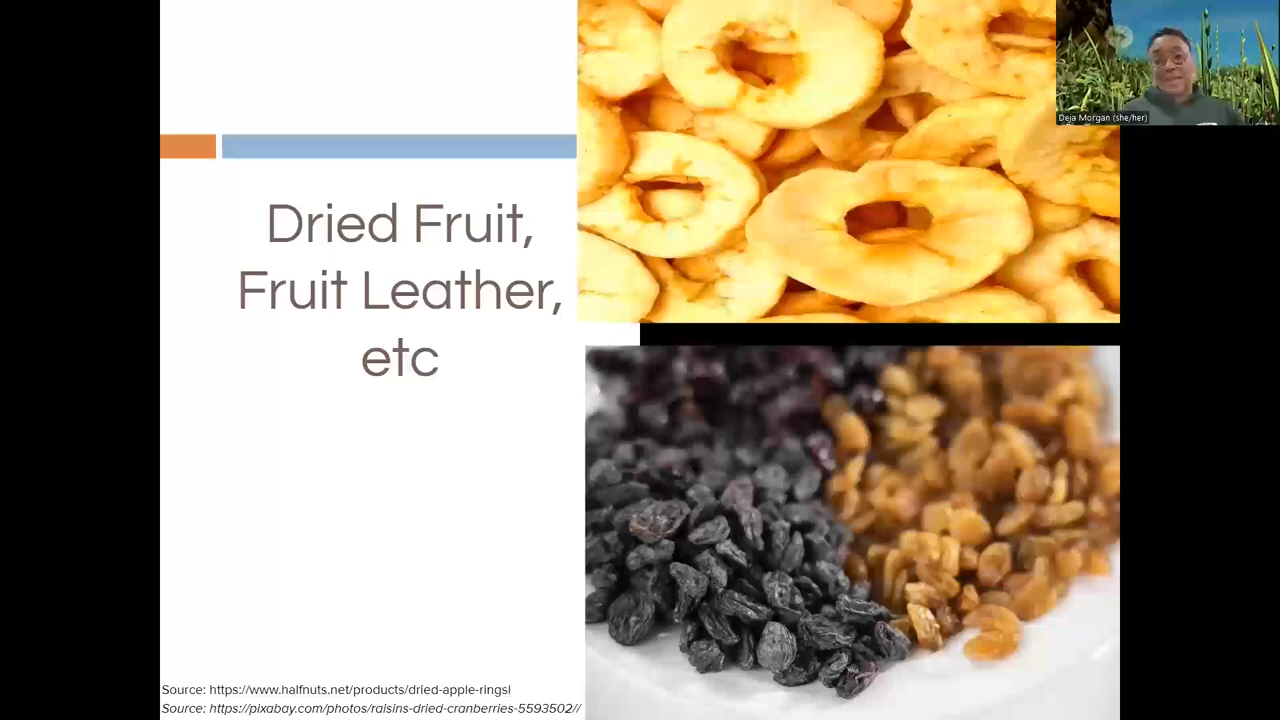 Deja Morgan (she/her)
Dried Fruit,
Fruit Leather,
etc
Source: https://www.halfnuts.net/products/dried-apple-ringsl
Source: https://pixabay.com/photos/raisins-dried-cranberries-5593502//